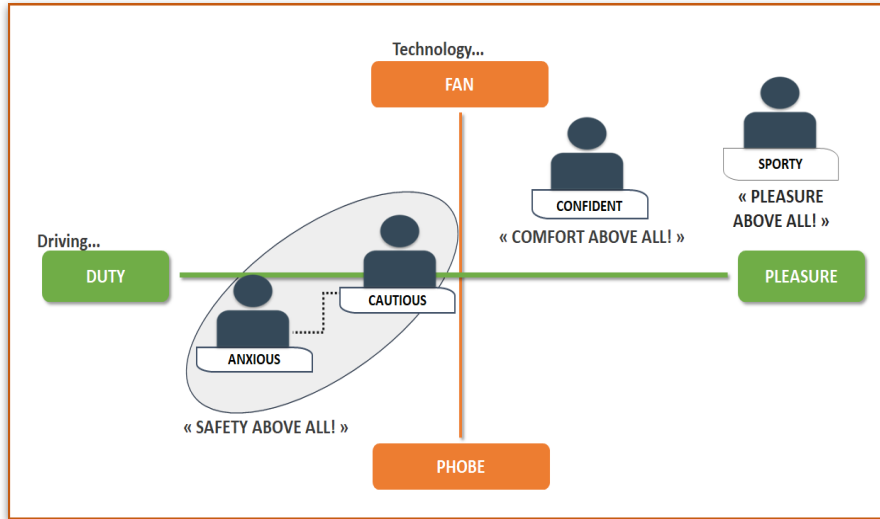 Technology...
FAN
SPORTY
CONFIDENT
« PLEASURE
ABOVE ALL! »
« COMFORT ABOVE ALL! »
Driving...
DUTY
PLEASURE
CAUTIOUS
ANXIOUS
« SAFETY ABOVE ALL! »
PHOBE